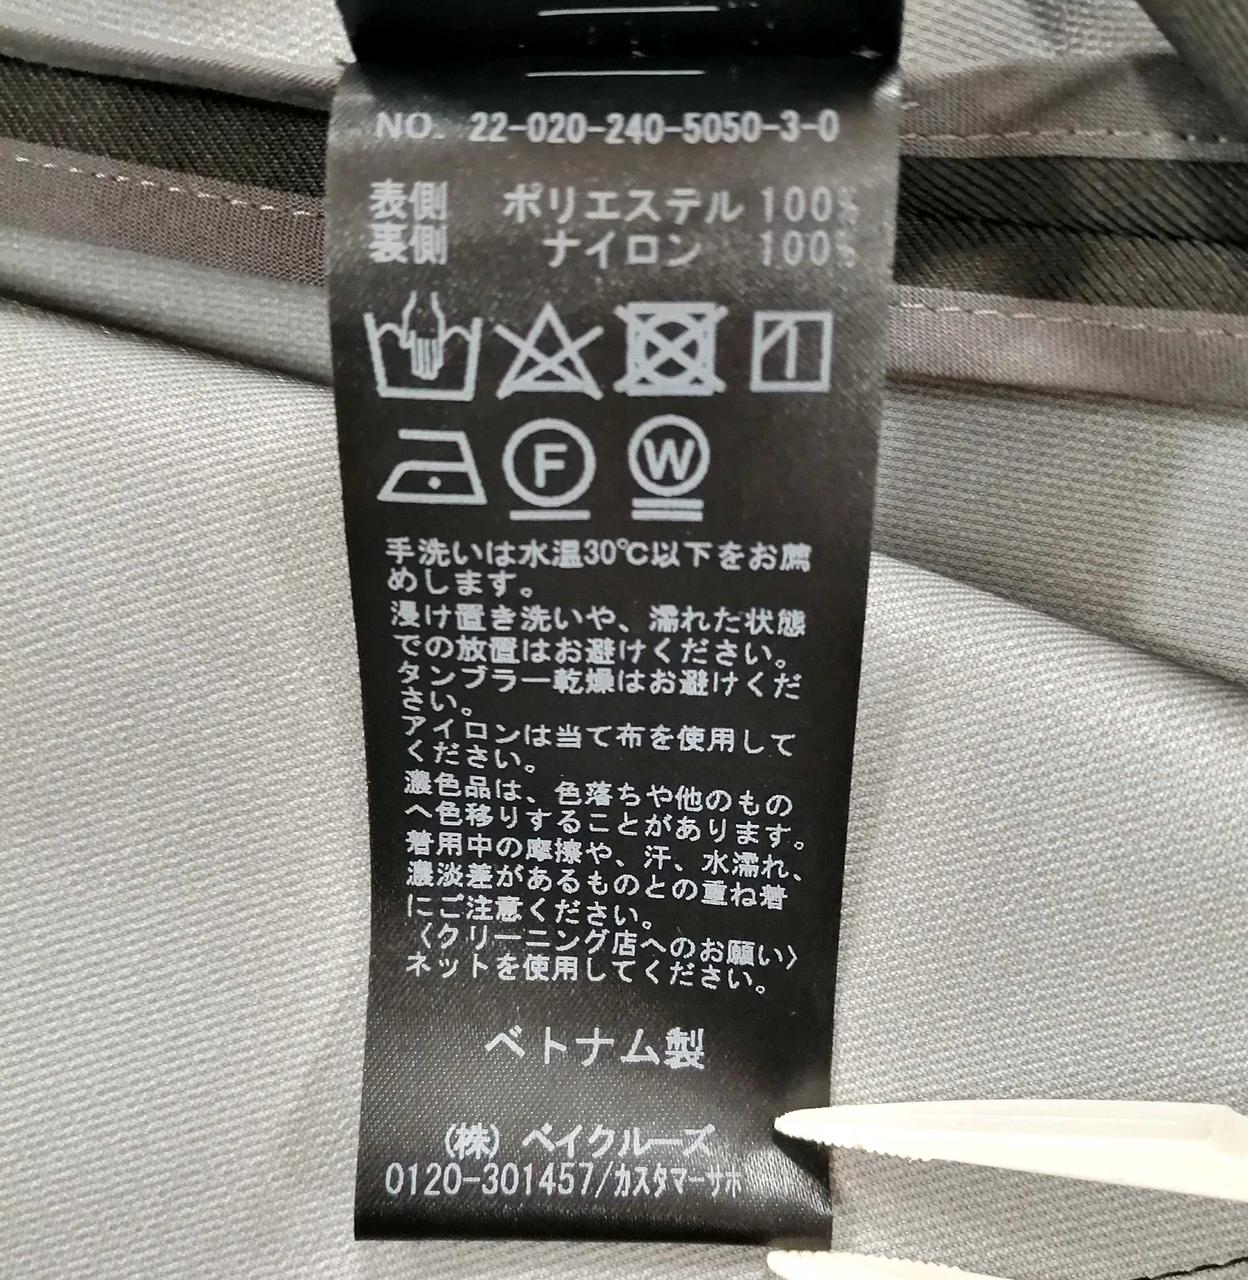 NO. 22-020-240-5050-3-0
表側 ポリエステル 100%
裏側 ナイロン 100%
F W
手洗いは水温30℃以下をお薦
めします。
浸け置き洗いや、濡れた状態
での放置はお避けください。
タンブラー乾燥はお避けくだ
さい。
アイロンは当て布を使用して
ください。
濃色品は、色落ちや他のもの
へ色移りすることがあります。
着用中の摩擦や、汗、水濡れ、
濃淡差があるものとの重ね着
にご注意ください。
〈クリーニング店へのお願い〉
ネットを使用してください。
ベトナム製
(株) ベイクルーズ
0120-301457/カスタマーサポ